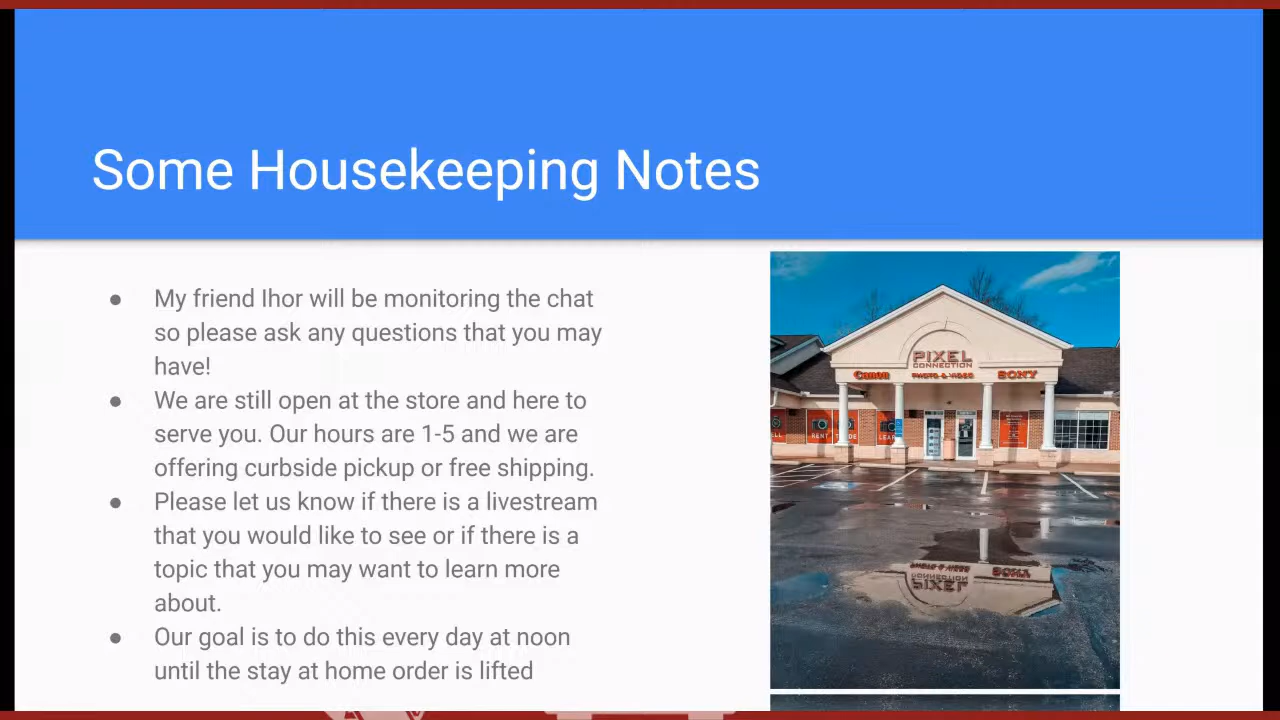 Some Housekeeping Notes
● My friend Ihor will be monitoring the chat
so please ask any questions that you may
have!
● We are still open at the store and here to
serve you. Our hours are 1-5 and we are
offering curbside pickup or free shipping.
● Please let us know if there is a livestream
that you would like to see or if there is a
topic that you may want to learn more
about.
● Our goal is to do this every day at noon
until the stay at home order is lifted
PIXEL
CONNECTION
Canon PHOTO & VIDEO SONY
RENT